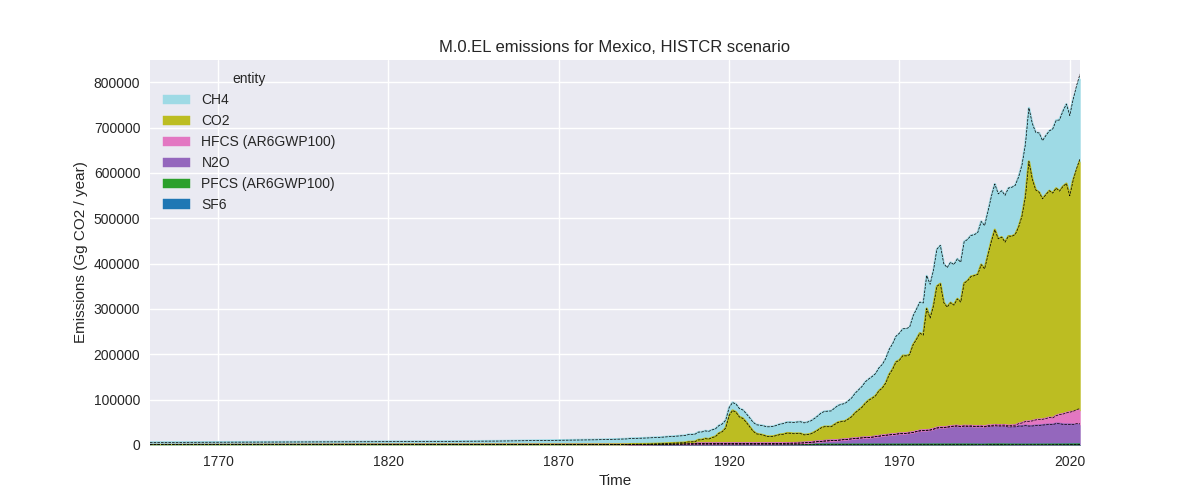 M.0.EL emissions for Mexico, HISTCR scenario
Emissions (Gg CO2 / year)
800000
700000
600000
500000
400000
300000
200000
100000
0
entity
CH4
CO2
HFCS (AR6GWP100)
N2O
PFCS (AR6GWP100)
SF6
1770
1820
1870
1920
1970
2020
Time